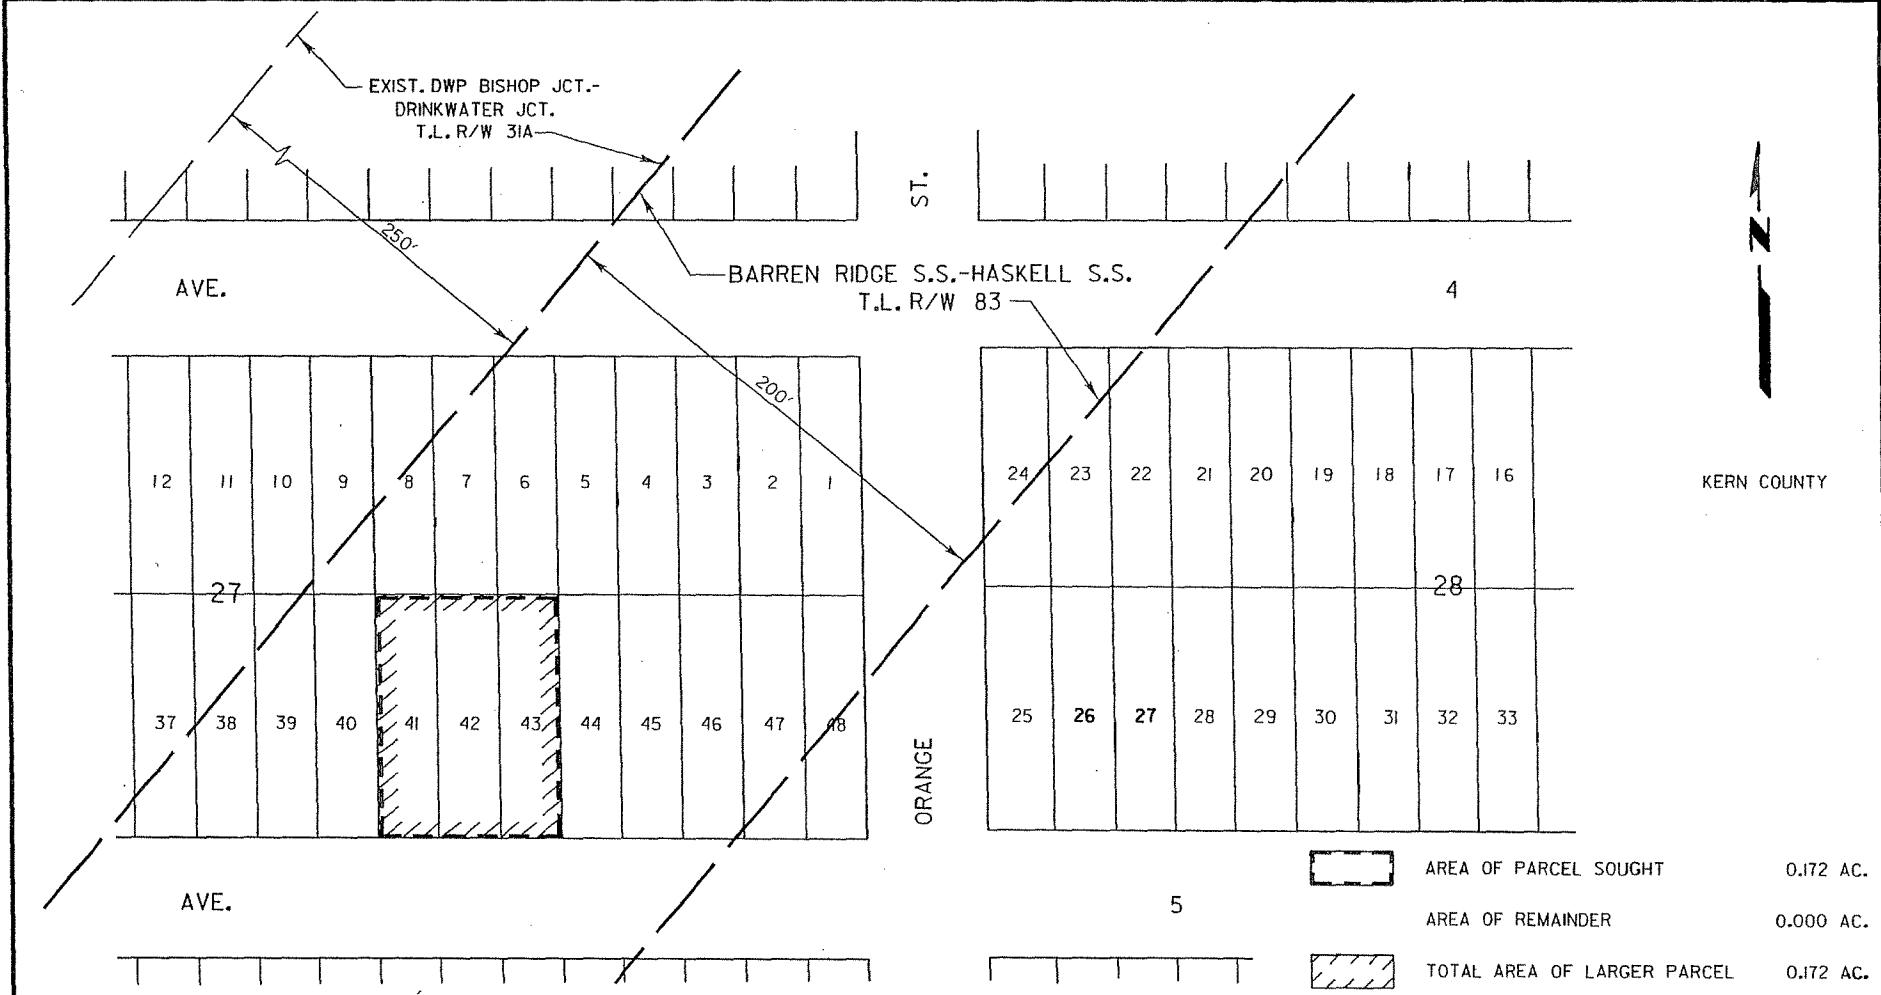 EXIST. DWP BISHOP JCT.-
DRINKWATER JCT.
T.L. R/W 31A
ST.
N
250'
BARREN RIDGE S.S.-HASKELL S.S.
T.L. R/W 83
AVE.
4
200'
12 11 10 9 8 7 6 5 4 3 2 1
24 23 22 21 20 19 18 17 16
KERN COUNTY
27
28
37 38 39 40 41 42 43 44 45 46 47 48
25 26 27 28 29 30 31 32 33
ORANGE
AREA OF PARCEL SOUGHT 0.172 AC.
AVE.
5
AREA OF REMAINDER 0.000 AC.
TOTAL AREA OF LARGER PARCEL 0.172 AC.